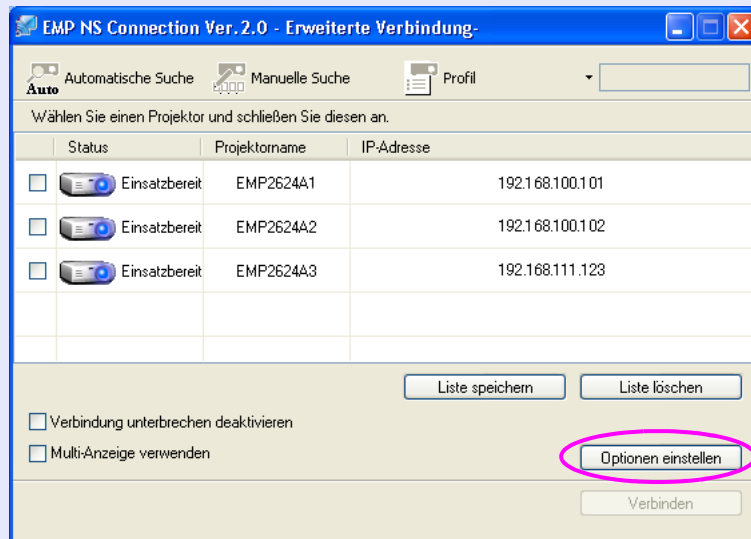 EMP NS Connection Ver.2.0 - Erweiterte Verbindung-
Auto Automatische Suche Manuelle Suche Profil
Wählen Sie einen Projektor und schließen Sie diesen an.
Status Projektorname IP-Adresse
Einsatzbereit EMP2624A1 192.168.100.101
Einsatzbereit EMP2624A2 192.168.100.102
Einsatzbereit EMP2624A3 192.168.111.123
Liste speichern Liste löschen
Verbindung unterbrechen deaktivieren
Multi-Anzeige verwenden
Optionen einstellen
Verbinden